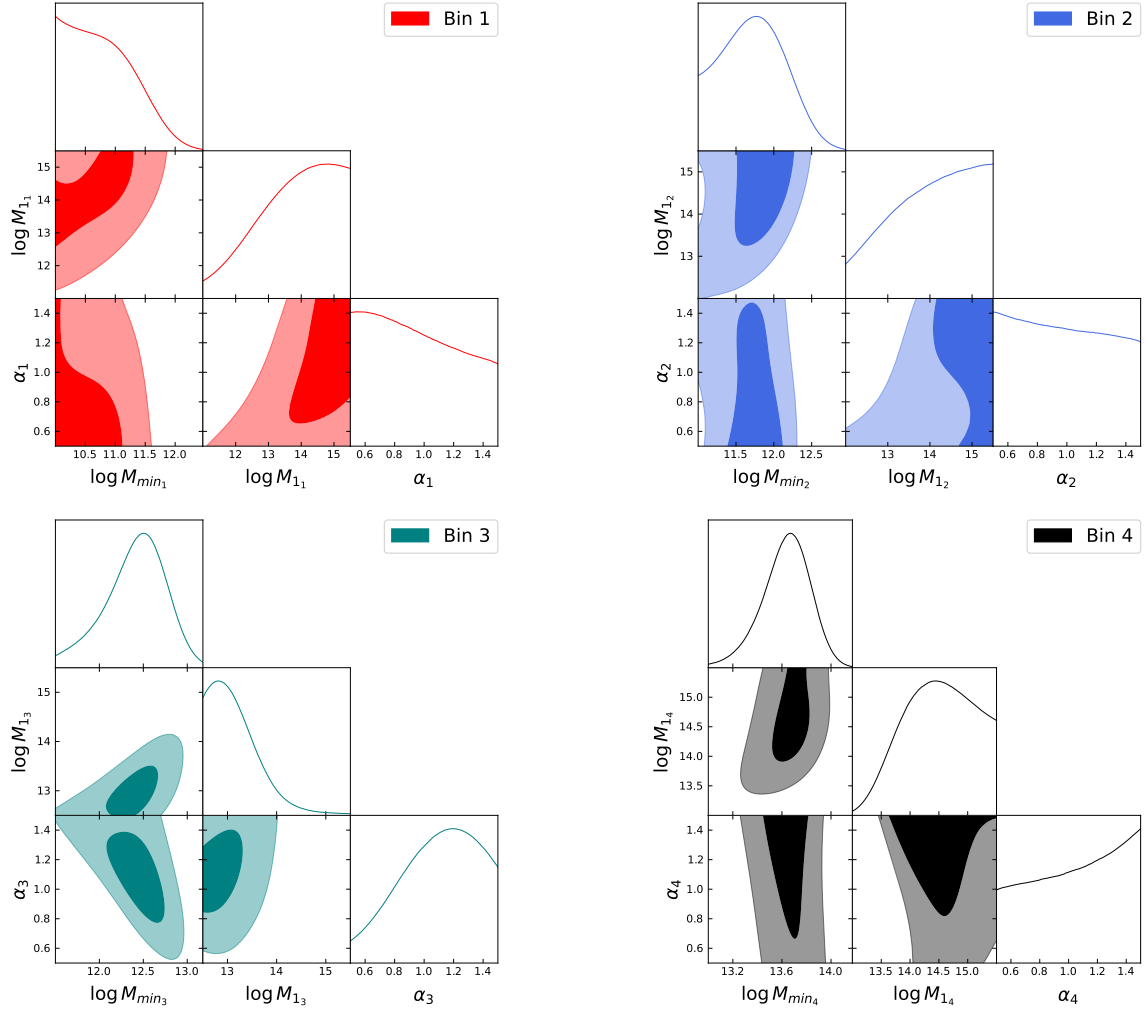 Bin 1
15
14
13
12
log M_{1_1}
1.4
1.2
1.0
0.8
0.6
α_1
10.5 11.0 11.5 12.0
log M_{min_1}
12 13 14 15
log M_{1_1}
0.6 0.8 1.0 1.2 1.4
α_1
Bin 2
15
14
13
log M_{1_2}
1.4
1.2
1.0
0.8
0.6
α_2
11.5 12.0 12.5
log M_{min_2}
13 14 15
log M_{1_2}
0.6 0.8 1.0 1.2 1.4
α_2
Bin 3
15
14
13
log M_{1_3}
1.4
1.2
1.0
0.8
0.6
α_3
12.0 12.5 13.0
log M_{min_3}
13 14 15
log M_{1_3}
0.6 0.8 1.0 1.2 1.4
α_3
Bin 4
15.0
14.5
14.0
13.5
log M_{1_4}
1.4
1.2
1.0
0.8
0.6
α_4
13.2 13.6 14.0
log M_{min_4}
13.5 14.0 14.5 15.0
log M_{1_4}
0.6 0.8 1.0 1.2 1.4
α_4